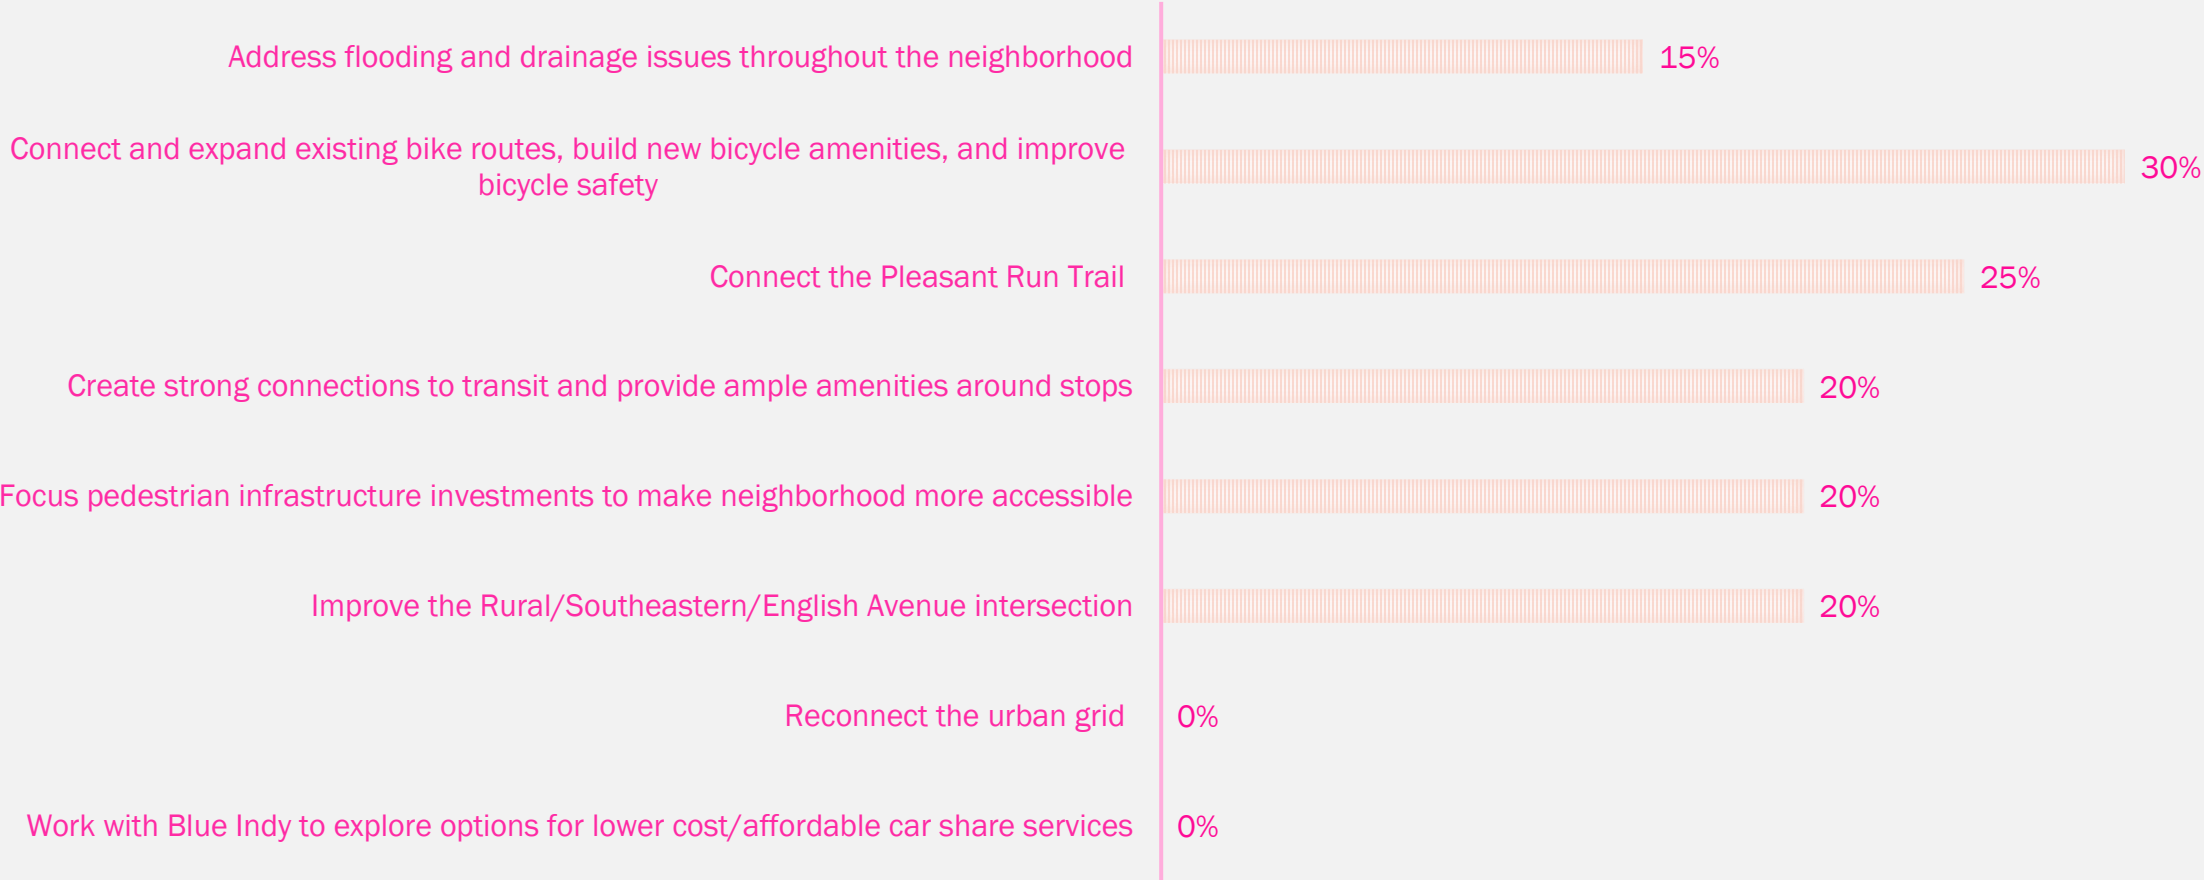 Address flooding and drainage issues throughout the neighborhood
15%
Connect and expand existing bike routes, build new bicycle amenities, and improve
bicycle safety
30%
Connect the Pleasant Run Trail
25%
Create strong connections to transit and provide ample amenities around stops
20%
Focus pedestrian infrastructure investments to make neighborhood more accessible
20%
Improve the Rural/Southeastern/English Avenue intersection
20%
Reconnect the urban grid
0%
Work with Blue Indy to explore options for lower cost/affordable car share services
0%